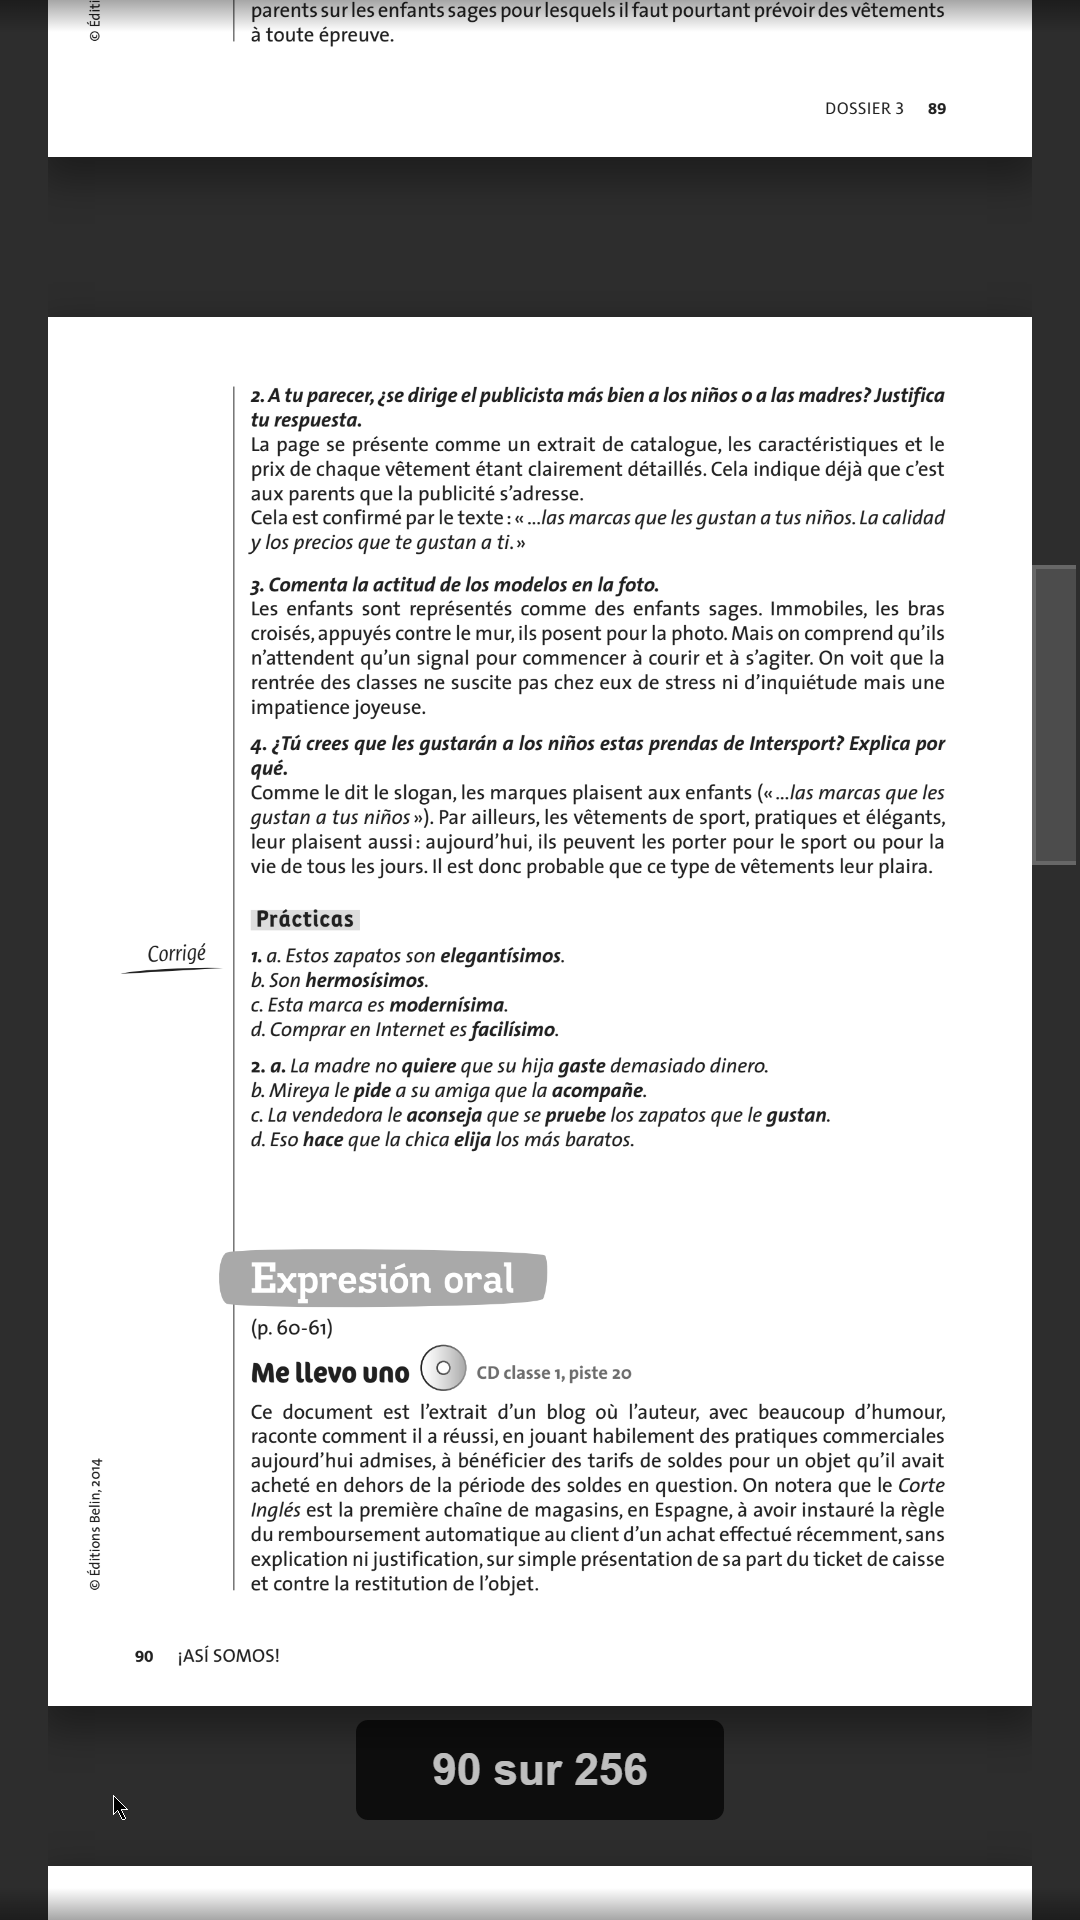 parents sur les enfants sages pour lesquels il faut pourtant prévoir des vêtements
à toute épreuve.
© Éditi
DOSSIER 3 89
2. A tu parecer, ¿se dirige el publicista más bien a los niños o a las madres? Justifica
tu respuesta.
La page se présente comme un extrait de catalogue, les caractéristiques et le
prix de chaque vêtement étant clairement détaillés. Cela indique déjà que c’est
aux parents que la publicité s’adresse.
Cela est confirmé par le texte : « ...las marcas que les gustan a tus niños. La calidad
y los precios que te gustan a ti. »
3. Comenta la actitud de los modelos en la foto.
Les enfants sont représentés comme des enfants sages. Immobiles, les bras
croisés, appuyés contre le mur, ils posent pour la photo. Mais on comprend qu’ils
n’attendent qu’un signal pour commencer à courir et à s’agiter. On voit que la
rentrée des classes ne suscite pas chez eux de stress ni d’inquiétude mais une
impatience joyeuse.
4. ¿Tú crees que les gustarán a los niños estas prendas de Intersport? Explica por
qué.
Comme le dit le slogan, les marques plaisent aux enfants (« ...las marcas que les
gustan a tus niños »). Par ailleurs, les vêtements de sport, pratiques et élégants,
leur plaisent aussi : aujourd’hui, ils peuvent les porter pour le sport ou pour la
vie de tous les jours. Il est donc probable que ce type de vêtements leur plaira.
Prácticas
Corrigé
1. a. Estos zapatos son elegantísimos.
b. Son hermosísimos.
c. Esta marca es modernísima.
d. Comprar en Internet es facilísimo.
2. a. La madre no quiere que su hija gaste demasiado dinero.
b. Mireya le pide a su amiga que la acompañe.
c. La vendedora le aconseja que se pruebe los zapatos que le gustan.
d. Eso hace que la chica elija los más baratos.
Expresión oral
(p. 60-61)
Me llevo uno CD classe 1, piste 20
Ce document est l’extrait d’un blog où l’auteur, avec beaucoup d’humour,
raconte comment il a réussi, en jouant habilement des pratiques commerciales
aujourd’hui admises, à bénéficier des tarifs de soldes pour un objet qu’il avait
acheté en dehors de la période des soldes en question. On notera que le Corte
Inglés est la première chaîne de magasins, en Espagne, à avoir instauré la règle
du remboursement automatique au client d’un achat effectué récemment, sans
explication ni justification, sur simple présentation de sa part du ticket de caisse
et contre la restitution de l’objet.
© Éditions Belin, 2014
90 ¡ASÍ SOMOS!
90 sur 256